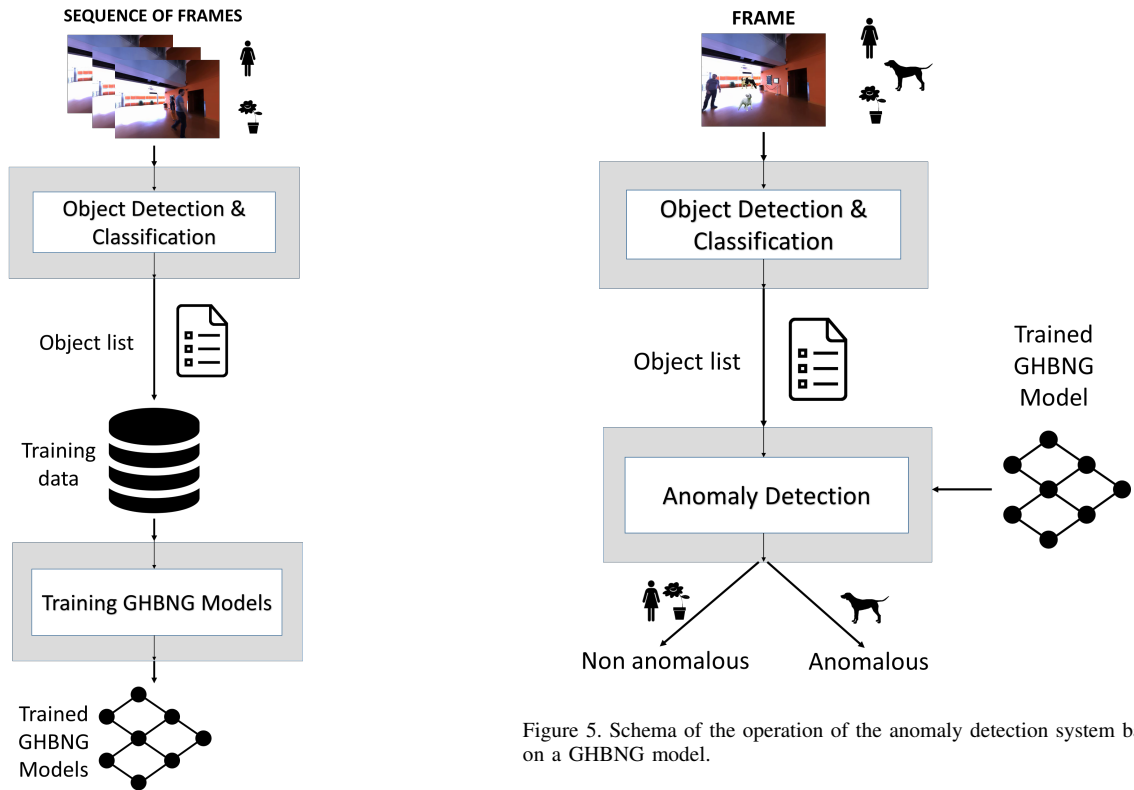 SEQUENCE OF FRAMES
Object Detection &
Classification
Object list
Training
data
Training GHBNG Models
Trained
GHBNG
Models
FRAME
Object Detection &
Classification
Object list
Trained
GHBNG
Model
Anomaly Detection
Non anomalous
Anomalous
Figure 5. Schema of the operation of the anomaly detection system b
on a GHBNG model.